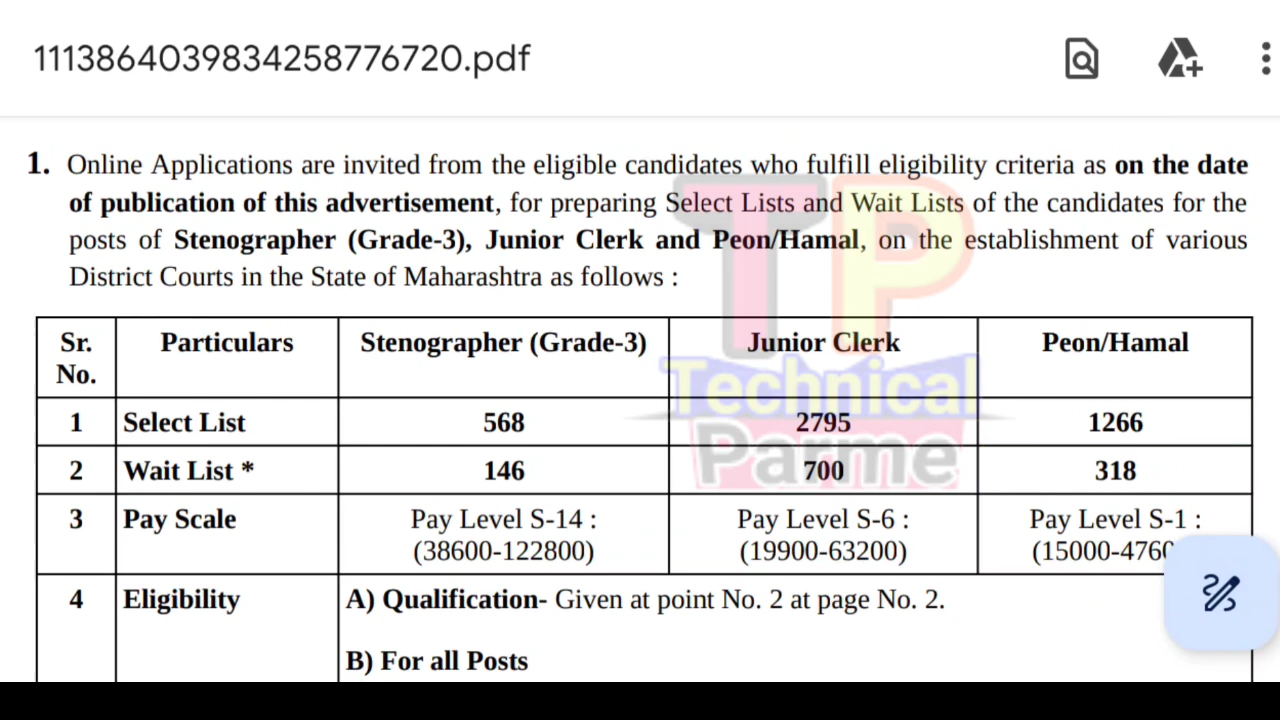 1113864039834258776720.pdf
1. Online Applications are invited from the eligible candidates who fulfill eligibility criteria as on the date
of publication of this advertisement, for preparing Select Lists and Wait Lists of the candidates for the
posts of Stenographer (Grade-3), Junior Clerk and Peon/Hamal, on the establishment of various
District Courts in the State of Maharashtra as follows :
Sr. No. Particulars Stenographer (Grade-3) Junior Clerk Peon/Hamal
1 Select List 568 2795 1266
2 Wait List * 146 700 318
3 Pay Scale Pay Level S-14 : Pay Level S-6 : Pay Level S-1 :
(38600-122800) (19900-63200) (15000-4760
4 Eligibility A) Qualification- Given at point No. 2 at page No. 2.
B) For all Posts
TP
Technical
Parme